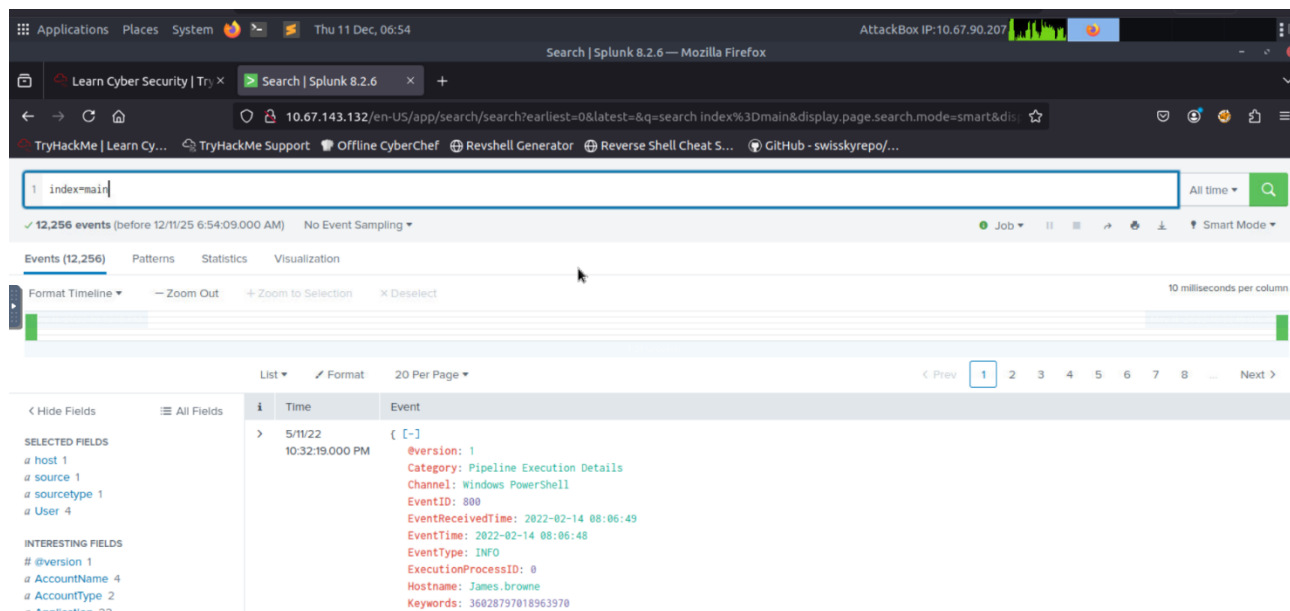 Applications Places System Thu 11 Dec, 06:54 AttackBox IP:10.67.90.207
Search | Splunk 8.2.6 — Mozilla Firefox
Learn Cyber Security | Try × Search | Splunk 8.2.6 × +
10.67.143.132/en-US/app/search/search?earliest=0&latest=&q=search index%3Dmain&display.page.search.mode=smart&dis
TryHackMe | Learn Cy... TryHackMe Support Offline CyberChef Revshell Generator Reverse Shell Cheat S... GitHub - swisskyrepo/...
1 index=main All time
12,256 events (before 12/11/25 6:54:09.000 AM) No Event Sampling Job Smart Mode
Events (12,256) Patterns Statistics Visualization
Format Timeline — Zoom Out + Zoom to Selection × Deselect 10 milliseconds per column
List Format 20 Per Page < Prev 1 2 3 4 5 6 7 8 ... Next >
< Hide Fields All Fields i Time Event
SELECTED FIELDS
a host 1
a source 1
a sourcetype 1
a User 4
INTERESTING FIELDS
# @version 1
a AccountName 4
a AccountType 2
> 5/11/22
10:32:19.000 PM
{ [-]
@version: 1
Category: Pipeline Execution Details
Channel: Windows PowerShell
EventID: 800
EventReceivedTime: 2022-02-14 08:06:49
EventTime: 2022-02-14 08:06:48
EventType: INFO
ExecutionProcessID: 0
Hostname: James.browne
Keywords: 36028797018963970